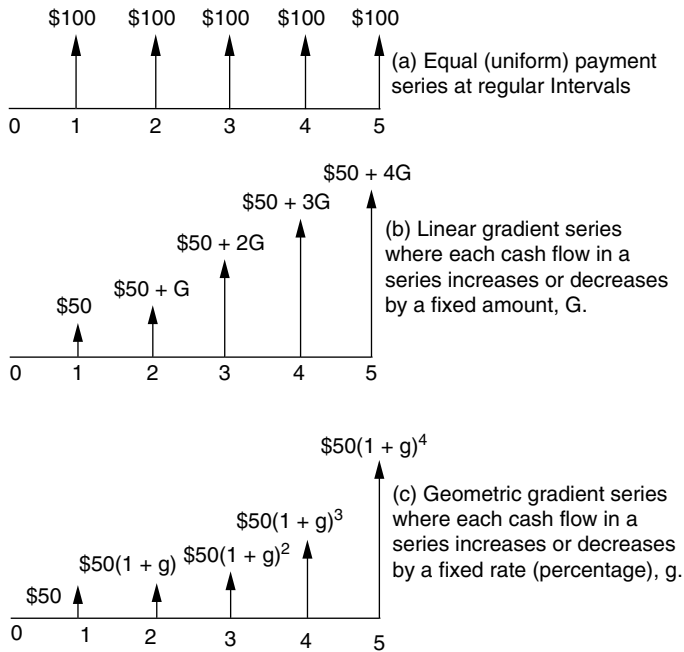 $100 $100 $100 $100 $100
(a) Equal (uniform) payment
series at regular Intervals
0 1 2 3 4 5
$50 + 4G
$50 + 3G
$50 + 2G
$50 + G
$50
(b) Linear gradient series
where each cash flow in a
series increases or decreases
by a fixed amount, G.
0 1 2 3 4 5
$50(1 + g)⁴
$50(1 + g)³
$50(1 + g)²
$50(1 + g)
$50
(c) Geometric gradient series
where each cash flow in a
series increases or decreases
by a fixed rate (percentage), g.
0 1 2 3 4 5